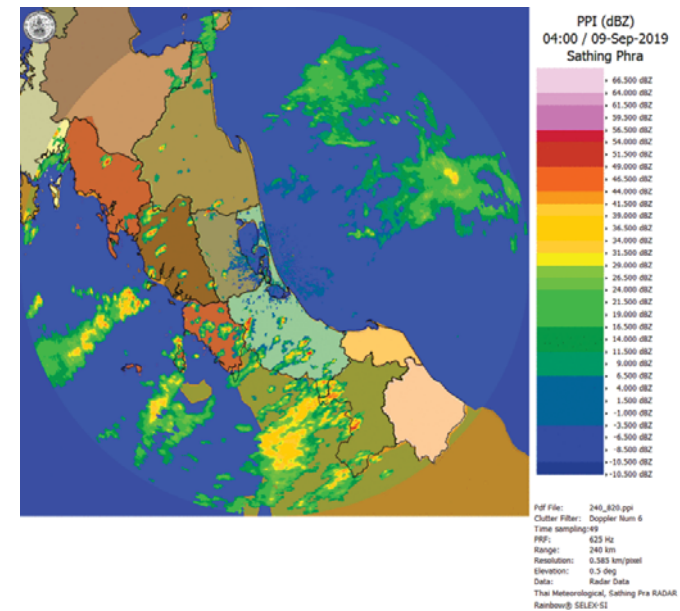 PPI (dBZ)
04:00 / 09-Sep-2019
Sathing Phra
66.500 dBZ
64.000 dBZ
61.500 dBZ
59.500 dBZ
56.500 dBZ
54.000 dBZ
51.500 dBZ
49.000 dBZ
46.500 dBZ
44.000 dBZ
41.500 dBZ
39.000 dBZ
36.500 dBZ
34.000 dBZ
31.500 dBZ
29.000 dBZ
26.500 dBZ
24.000 dBZ
21.500 dBZ
19.000 dBZ
16.500 dBZ
14.000 dBZ
11.500 dBZ
9.000 dBZ
6.500 dBZ
4.000 dBZ
1.500 dBZ
-1.000 dBZ
-3.500 dBZ
-6.500 dBZ
-8.500 dBZ
-10.500 dBZ
-10.500 dBZ
Pdf File: 240_820.ppi
Clutter Filter: Doppler Num 6
Time sampling:49
PRF: 625 Hz
Range: 240 km
Resolution: 0.585 km/pixel
Elevation: 0.5 deg
Data: Radar Data
Thai Meteorological, Sathing Pra RADAR
Rainbow® SELEX-SI